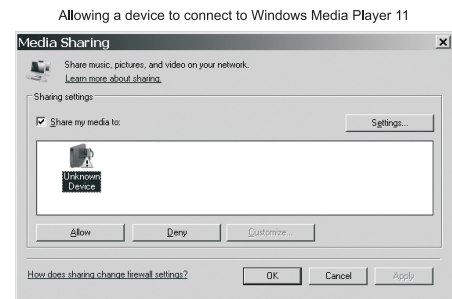 Allowing a device to connect to Windows Media Player 11
Media Sharing
Share music, pictures, and video on your network.
Learn more about sharing.
Sharing settings
Share my media to:
Settings...
Unknown
Device
Allow Deny Customize...
How does sharing change firewall settings? OK Cancel Apply